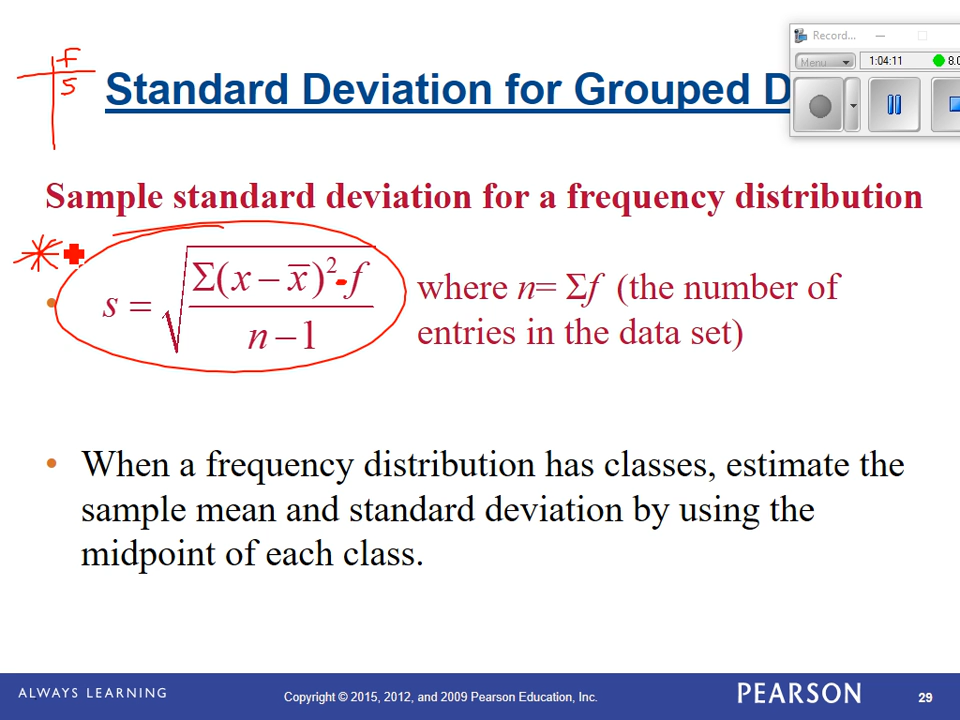 f
5
Standard Deviation for Grouped D
Record...
Menu
1:04:11
8.0
Sample standard deviation for a frequency distribution
s = √(Σ(x − x̄)²·f / (n − 1))
where n= Σf (the number of
entries in the data set)
• When a frequency distribution has classes, estimate the
sample mean and standard deviation by using the
midpoint of each class.
ALWAYS LEARNING
Copyright © 2015, 2012, and 2009 Pearson Education, Inc.
PEARSON
29